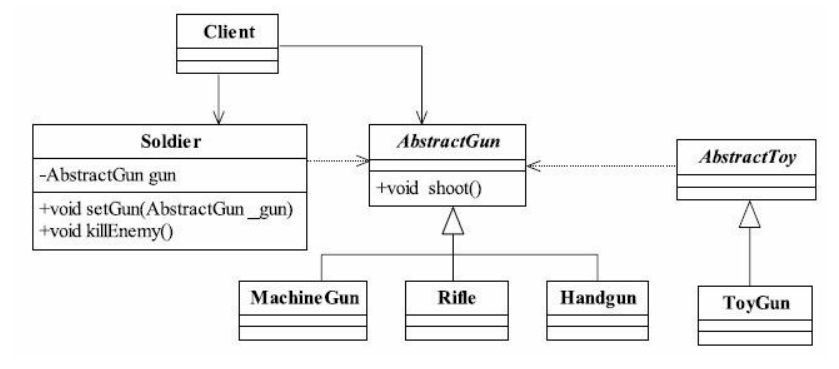 Client
Soldier
-AbstractGun gun
+void setGun(AbstractGun _gun)
+void killEnemy()
AbstractGun
+void shoot()
AbstractToy
MachineGun
Rifle
Handgun
ToyGun